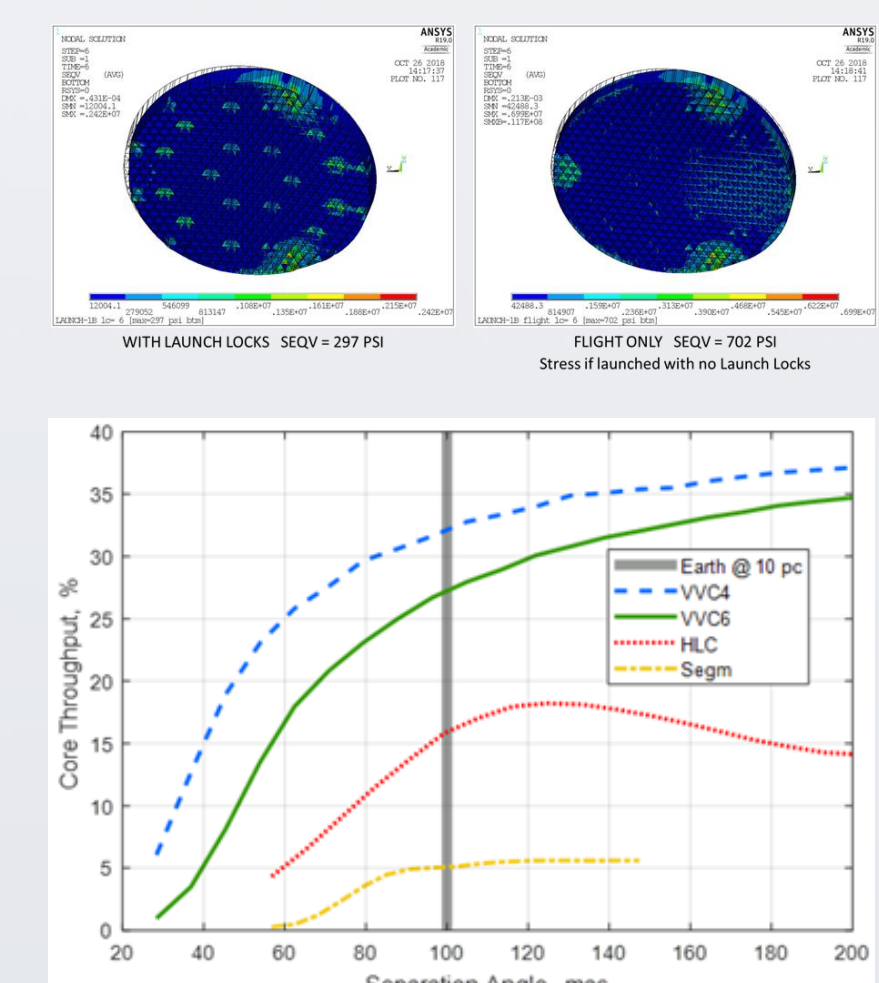 1
NODAL SOLUTION
STEP=6
SUB =1
TIME=6
SEQV (AVG)
BOTTOM
RSYS=0
DMX =.431E-04
SMN =12004.1
SMX =.242E+07
ANSYS
R19.0
Academic
OCT 26 2018
14:17:37
PLOT NO. 117
12004.1 546099 .108E+07 .161E+07 .215E+07
279052 813147 .135E+07 .188E+07 .242E+07
LAUNCH-1B lc= 6 [max=297 psi btm]
WITH LAUNCH LOCKS SEQV = 297 PSI
1
NODAL SOLUTION
STEP=6
SUB =1
TIME=6
SEQV (AVG)
BOTTOM
RSYS=0
DMX =.213E-03
SMN =42488.3
SMX =.699E+07
SMXB=.117E+08
ANSYS
R19.0
Academic
OCT 26 2018
14:18:41
PLOT NO. 117
42488.3 .159E+07 .313E+07 .468E+07 .622E+07
814907 .236E+07 .390E+07 .545E+07 .699E+07
LAUNCH-1B flight lc= 6 [max=702 psi btm]
FLIGHT ONLY SEQV = 702 PSI
Stress if launched with no Launch Locks
Core Throughput, %
40
35
30
25
20
15
10
5
0
Earth @ 10 pc
VVC4
VVC6
HLC
Segm
20 40 60 80 100 120 140 160 180 200
Separation Angle, mas